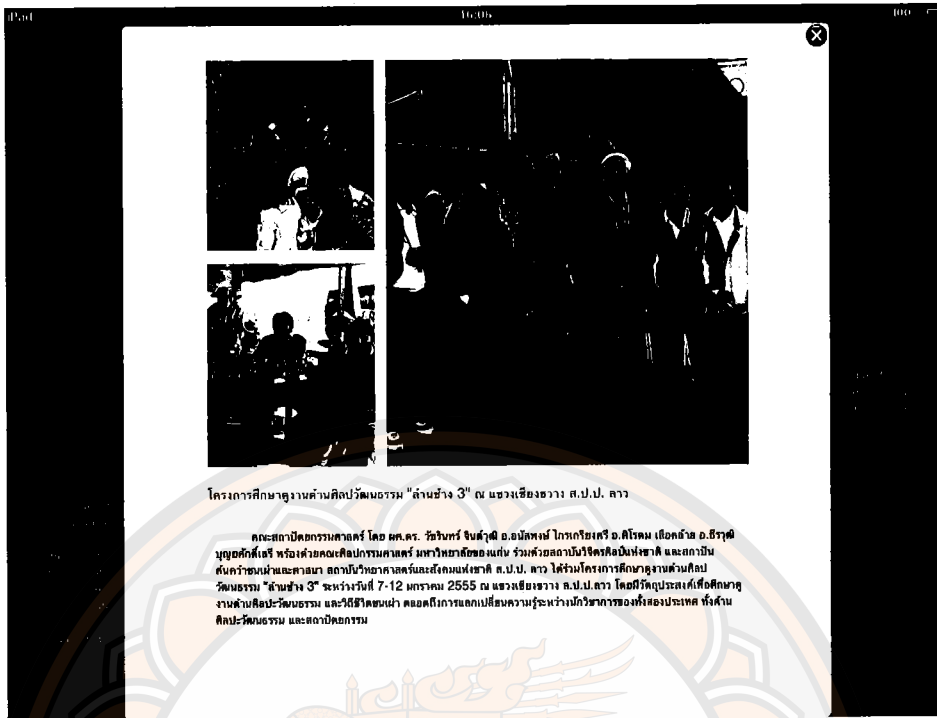 iPad
16:06
100
โครงการศึกษาดูงานด้านศิลปวัฒนธรรม "ล้านช้าง 3" ณ แขวงเชียงขวาง ส.ป.ป. ลาว
คณะสถาปัตยกรรมศาสตร์ โดย ผศ.ดร. วัชรินทร์ จินต์วุฒิ อ.อนัสพงษ์ ไกรเกรียงศรี อ.ติโรดม เสือคล้าย อ.ธีรวุฒิ
บุญยศักดิ์เสรี พร้อมด้วยคณะศิลปกรรมศาสตร์ มหาวิทยาลัยขอนแก่น ร่วมด้วยสถาบันวิจิตรศิลป์แห่งชาติ และสถาบัน
ค้นคว้าชนเผ่าและศาสนา สถาบันวิทยาศาสตร์และสังคมแห่งชาติ ส.ป.ป. ลาว ได้ร่วมโครงการศึกษาดูงานด้านศิลป
วัฒนธรรม "ล้านช้าง 3" ระหว่างวันที่ 7-12 มกราคม 2555 ณ แขวงเชียงขวาง ส.ป.ป.ลาว โดยมีวัตถุประสงค์เพื่อศึกษาดู
งานด้านศิลปะวัฒนธรรม และวิถีชีวิตชนเผ่า ตลอดถึงการแลกเปลี่ยนความรู้ระหว่างนักวิชาการของทั้งสองประเทศ ทั้งด้าน
ศิลปะวัฒนธรรม และสถาปัตยกรรม